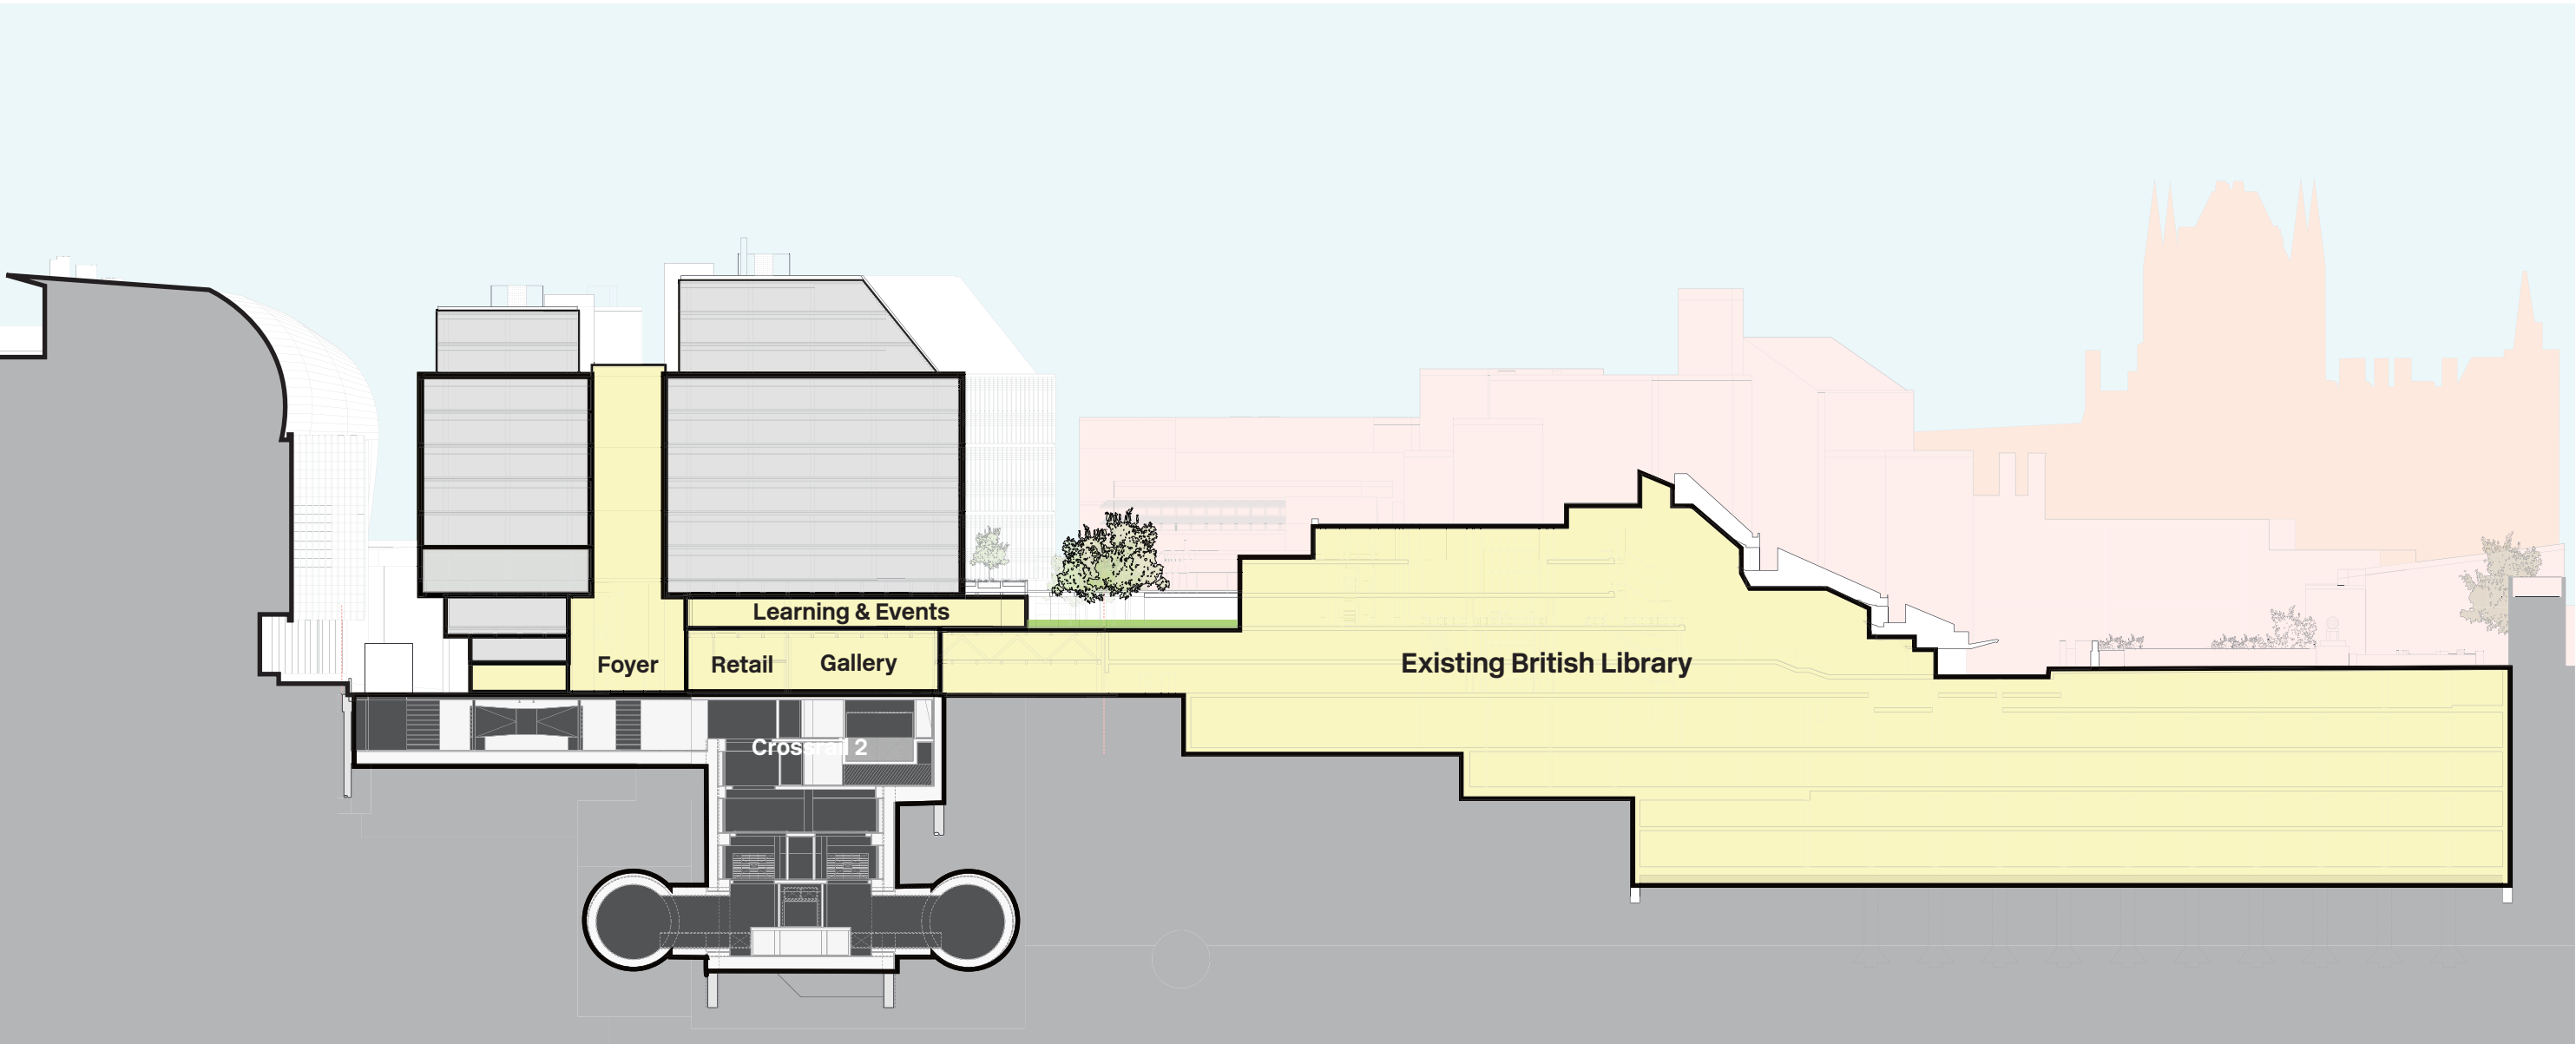 Learning & Events
Foyer
Retail
Gallery
Existing British Library
Crossrail 2